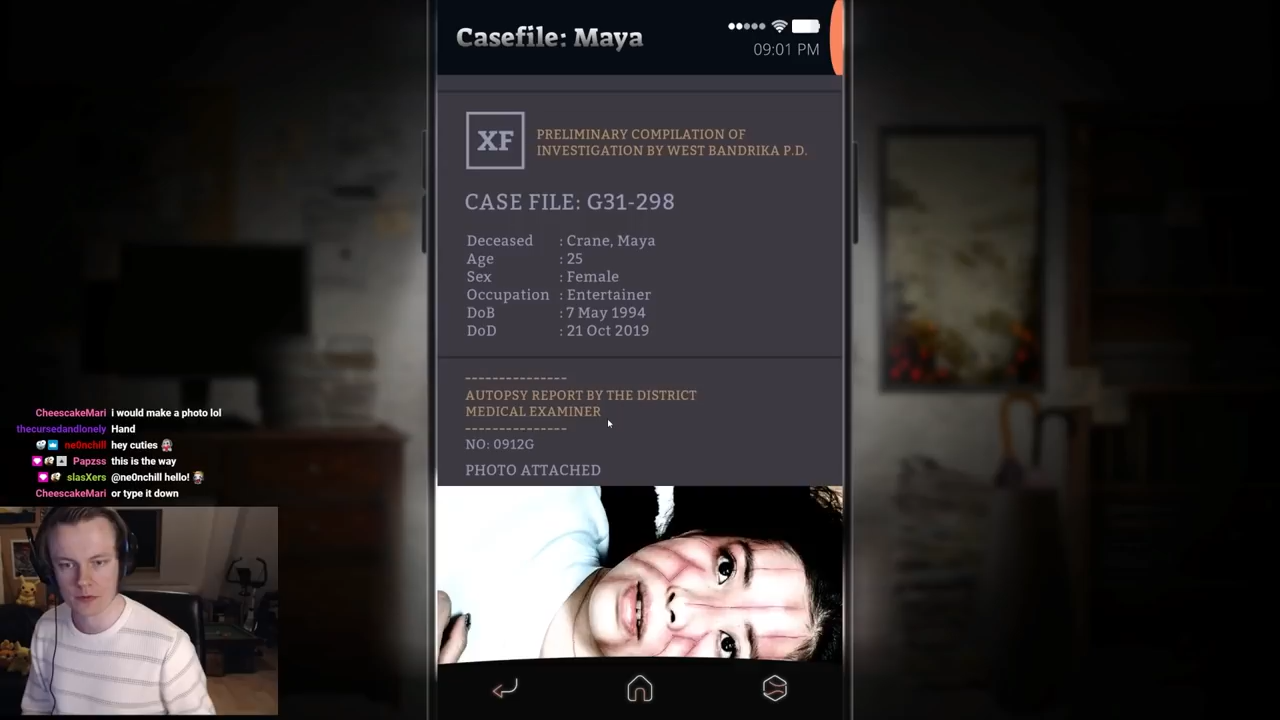 Casefile: Maya
09:01 PM
XF
PRELIMINARY COMPILATION OF
INVESTIGATION BY WEST BANDRIKA P.D.
CASE FILE: G31-298
Deceased : Crane, Maya
Age : 25
Sex : Female
Occupation : Entertainer
DoB : 7 May 1994
DoD : 21 Oct 2019
---------------
AUTOPSY REPORT BY THE DISTRICT
MEDICAL EXAMINER
---------------
NO: 0912G
PHOTO ATTACHED
CheescakeMari i would make a photo lol
thecursedandlonely Hand
ne0nchill hey cuties
Papzss this is the way
slasXers @ne0nchill hello!
CheescakeMari or type it down